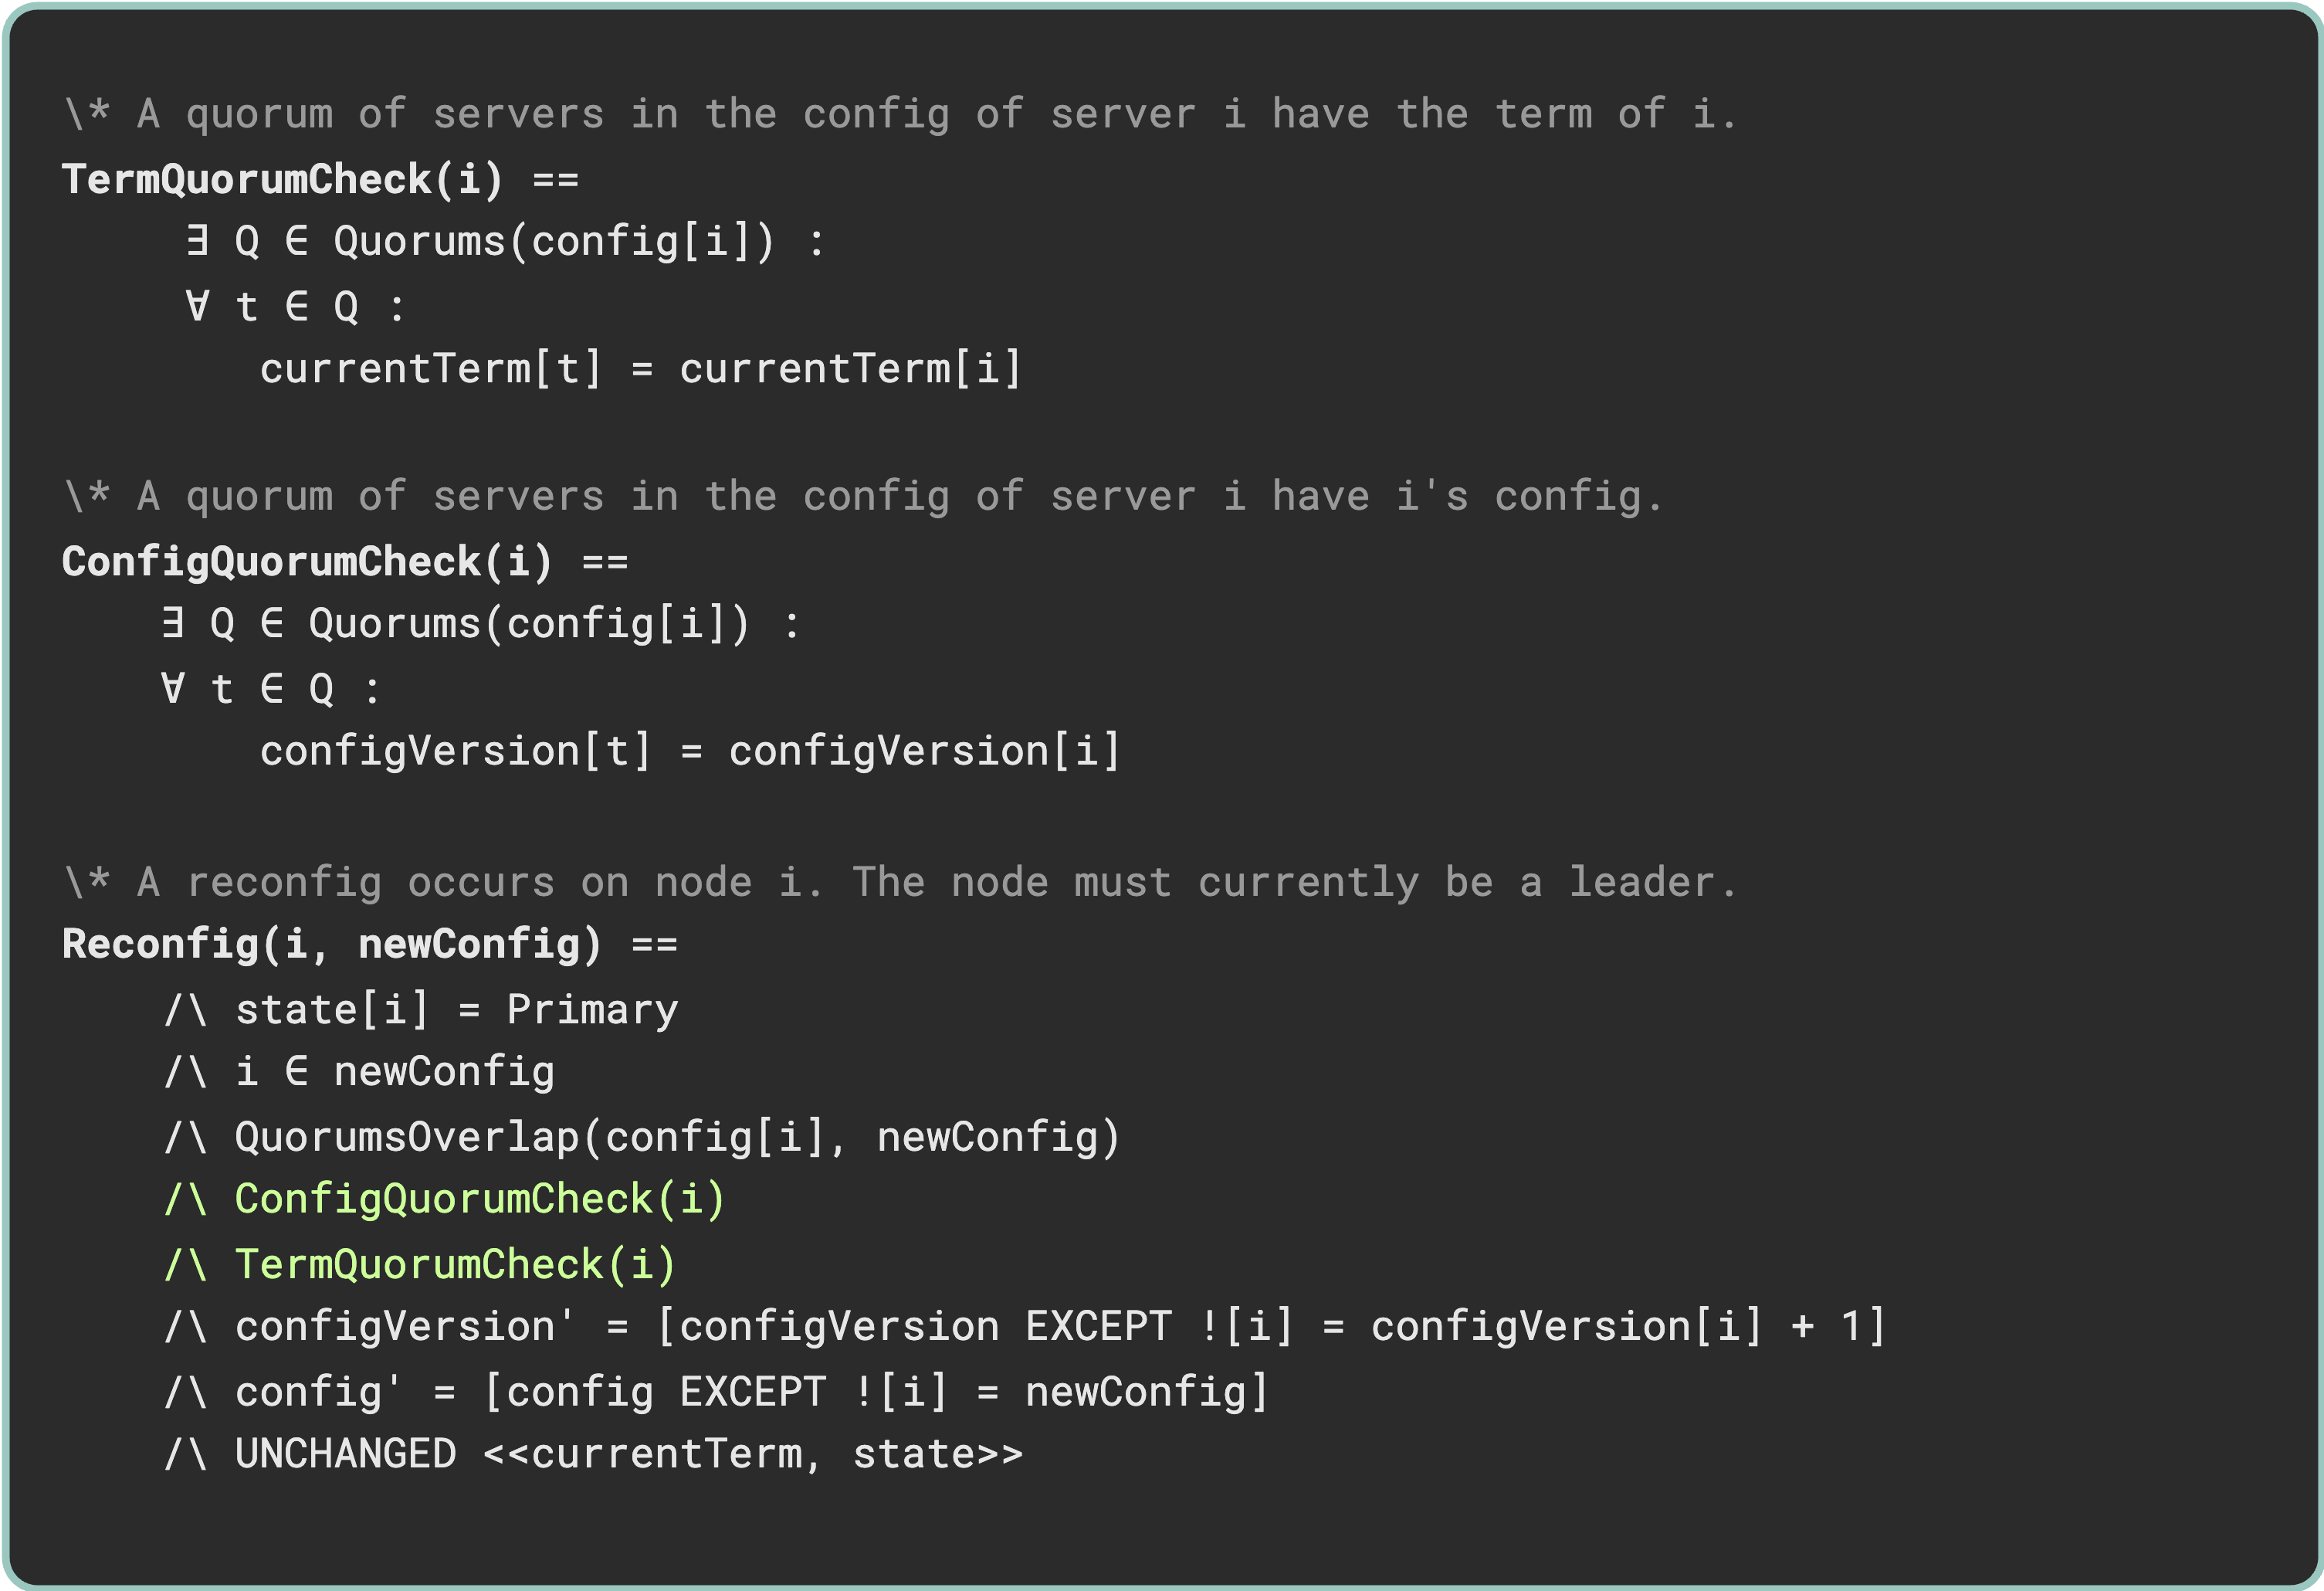 \* A quorum of servers in the config of server i have the term of i.
TermQuorumCheck(i) ==
∃ Q ∈ Quorums(config[i]) :
∀ t ∈ Q :
currentTerm[t] = currentTerm[i]
\* A quorum of servers in the config of server i have i's config.
ConfigQuorumCheck(i) ==
∃ Q ∈ Quorums(config[i]) :
∀ t ∈ Q :
configVersion[t] = configVersion[i]
\* A reconfig occurs on node i. The node must currently be a leader.
Reconfig(i, newConfig) ==
/\ state[i] = Primary
/\ i ∈ newConfig
/\ QuorumsOverlap(config[i], newConfig)
/\ ConfigQuorumCheck(i)
/\ TermQuorumCheck(i)
/\ configVersion' = [configVersion EXCEPT ![i] = configVersion[i] + 1]
/\ config' = [config EXCEPT ![i] = newConfig]
/\ UNCHANGED <<currentTerm, state>>